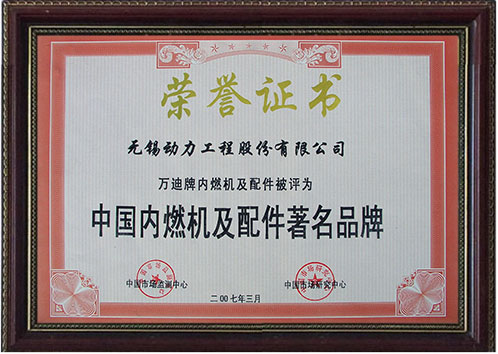 荣誉证书
无锡动力工程股份有限公司
万迪牌内燃机及配件被评为
中国内燃机及配件著名品牌
中国市场监测中心
中国市场研究中心
二00七年三月